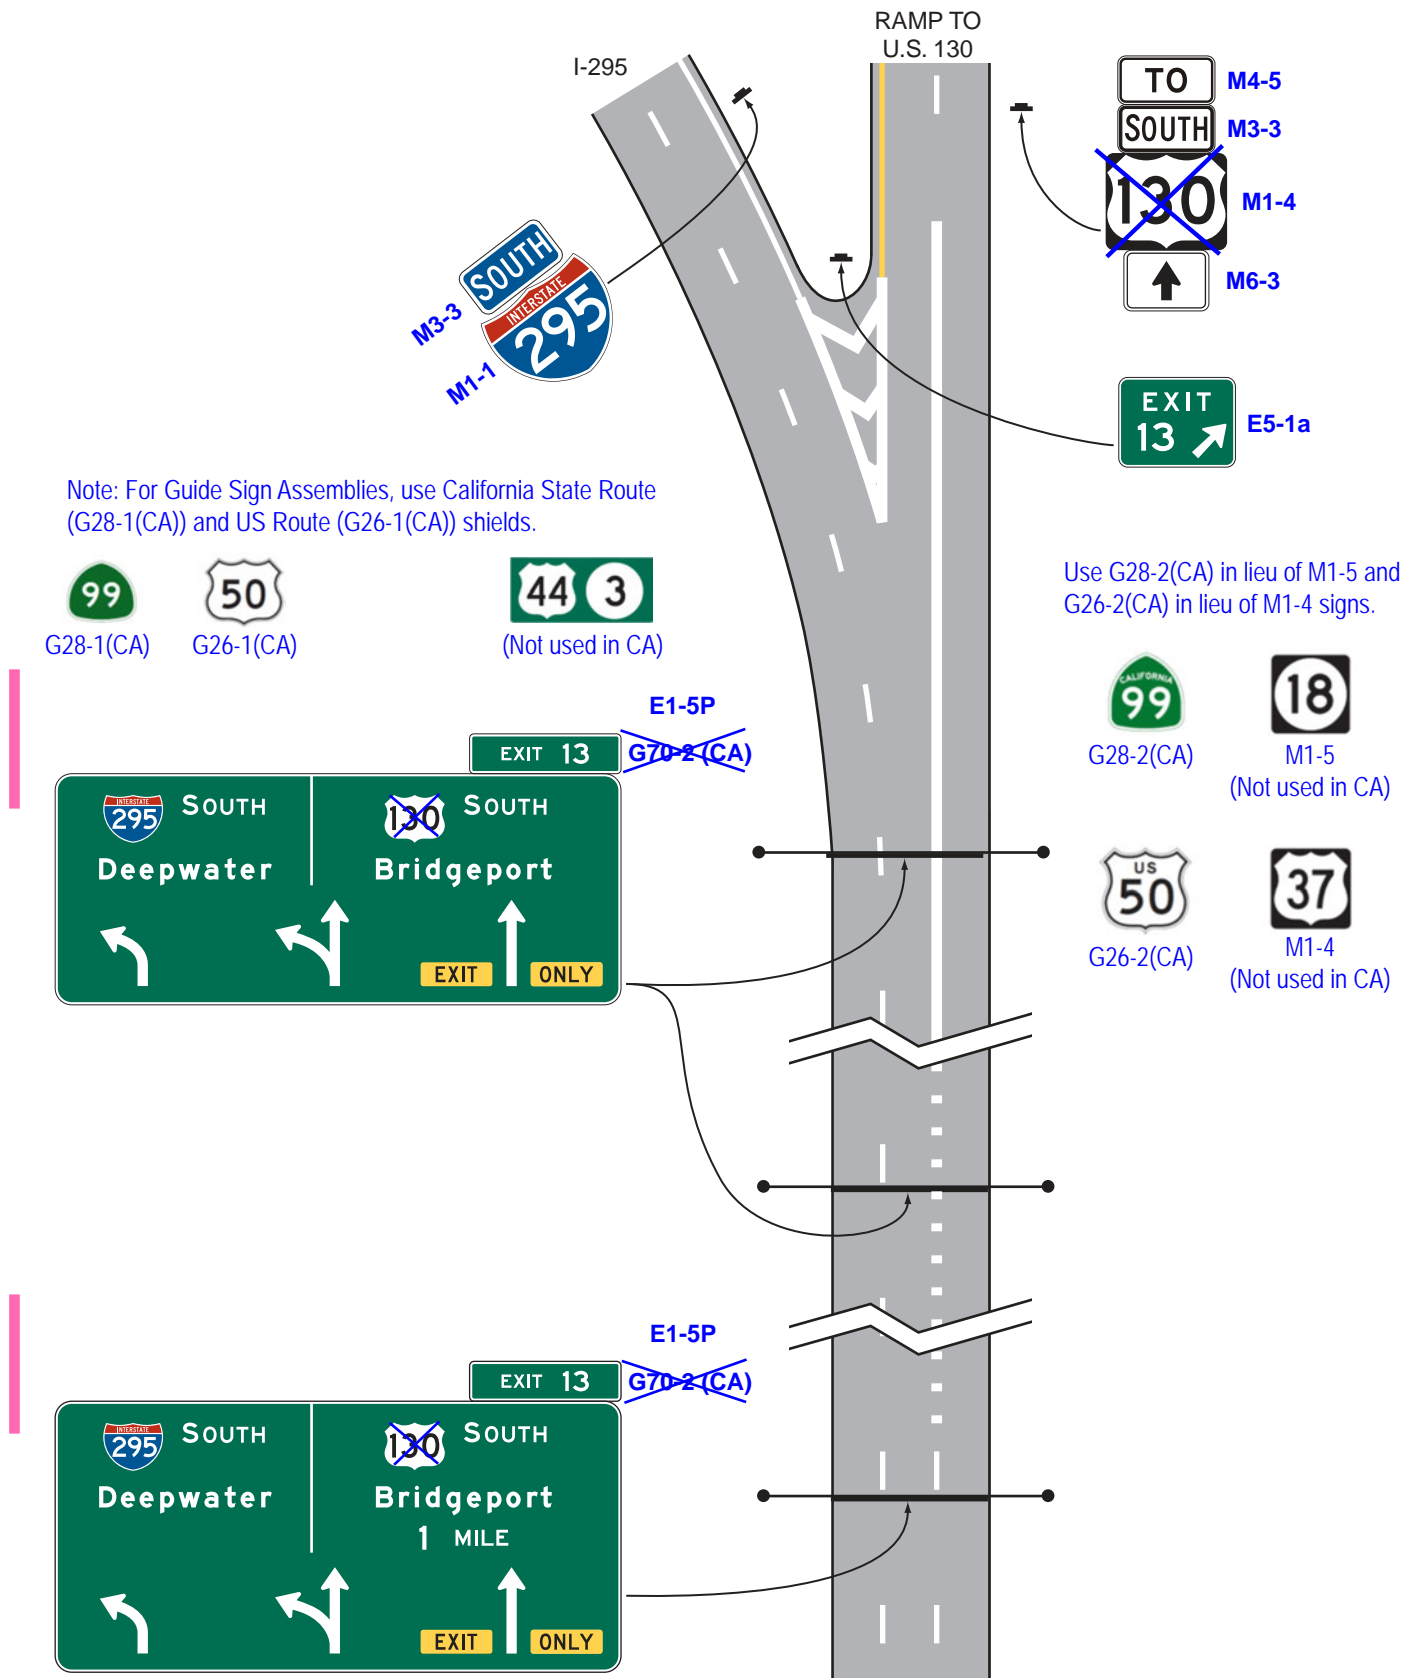 RAMP TO
U.S. 130
I-295
TO
M4-5
SOUTH
M3-3
130
M1-4
M6-3
SOUTH
INTERSTATE
295
M3-3
M1-1
EXIT
13
E5-1a
Note: For Guide Sign Assemblies, use California State Route
(G28-1(CA)) and US Route (G26-1(CA)) shields.
99
50
44 3
G28-1(CA)
G26-1(CA)
(Not used in CA)
Use G28-2(CA) in lieu of M1-5 and
G26-2(CA) in lieu of M1-4 signs.
CALIFORNIA
99
18
G28-2(CA)
M1-5
(Not used in CA)
US
50
37
G26-2(CA)
M1-4
(Not used in CA)
E1-5P
EXIT 13
G70-2 (CA)
INTERSTATE
295 SOUTH
130 SOUTH
Deepwater
Bridgeport
EXIT ONLY
E1-5P
EXIT 13
G70-2 (CA)
INTERSTATE
295 SOUTH
130 SOUTH
Deepwater
Bridgeport
1 MILE
EXIT ONLY